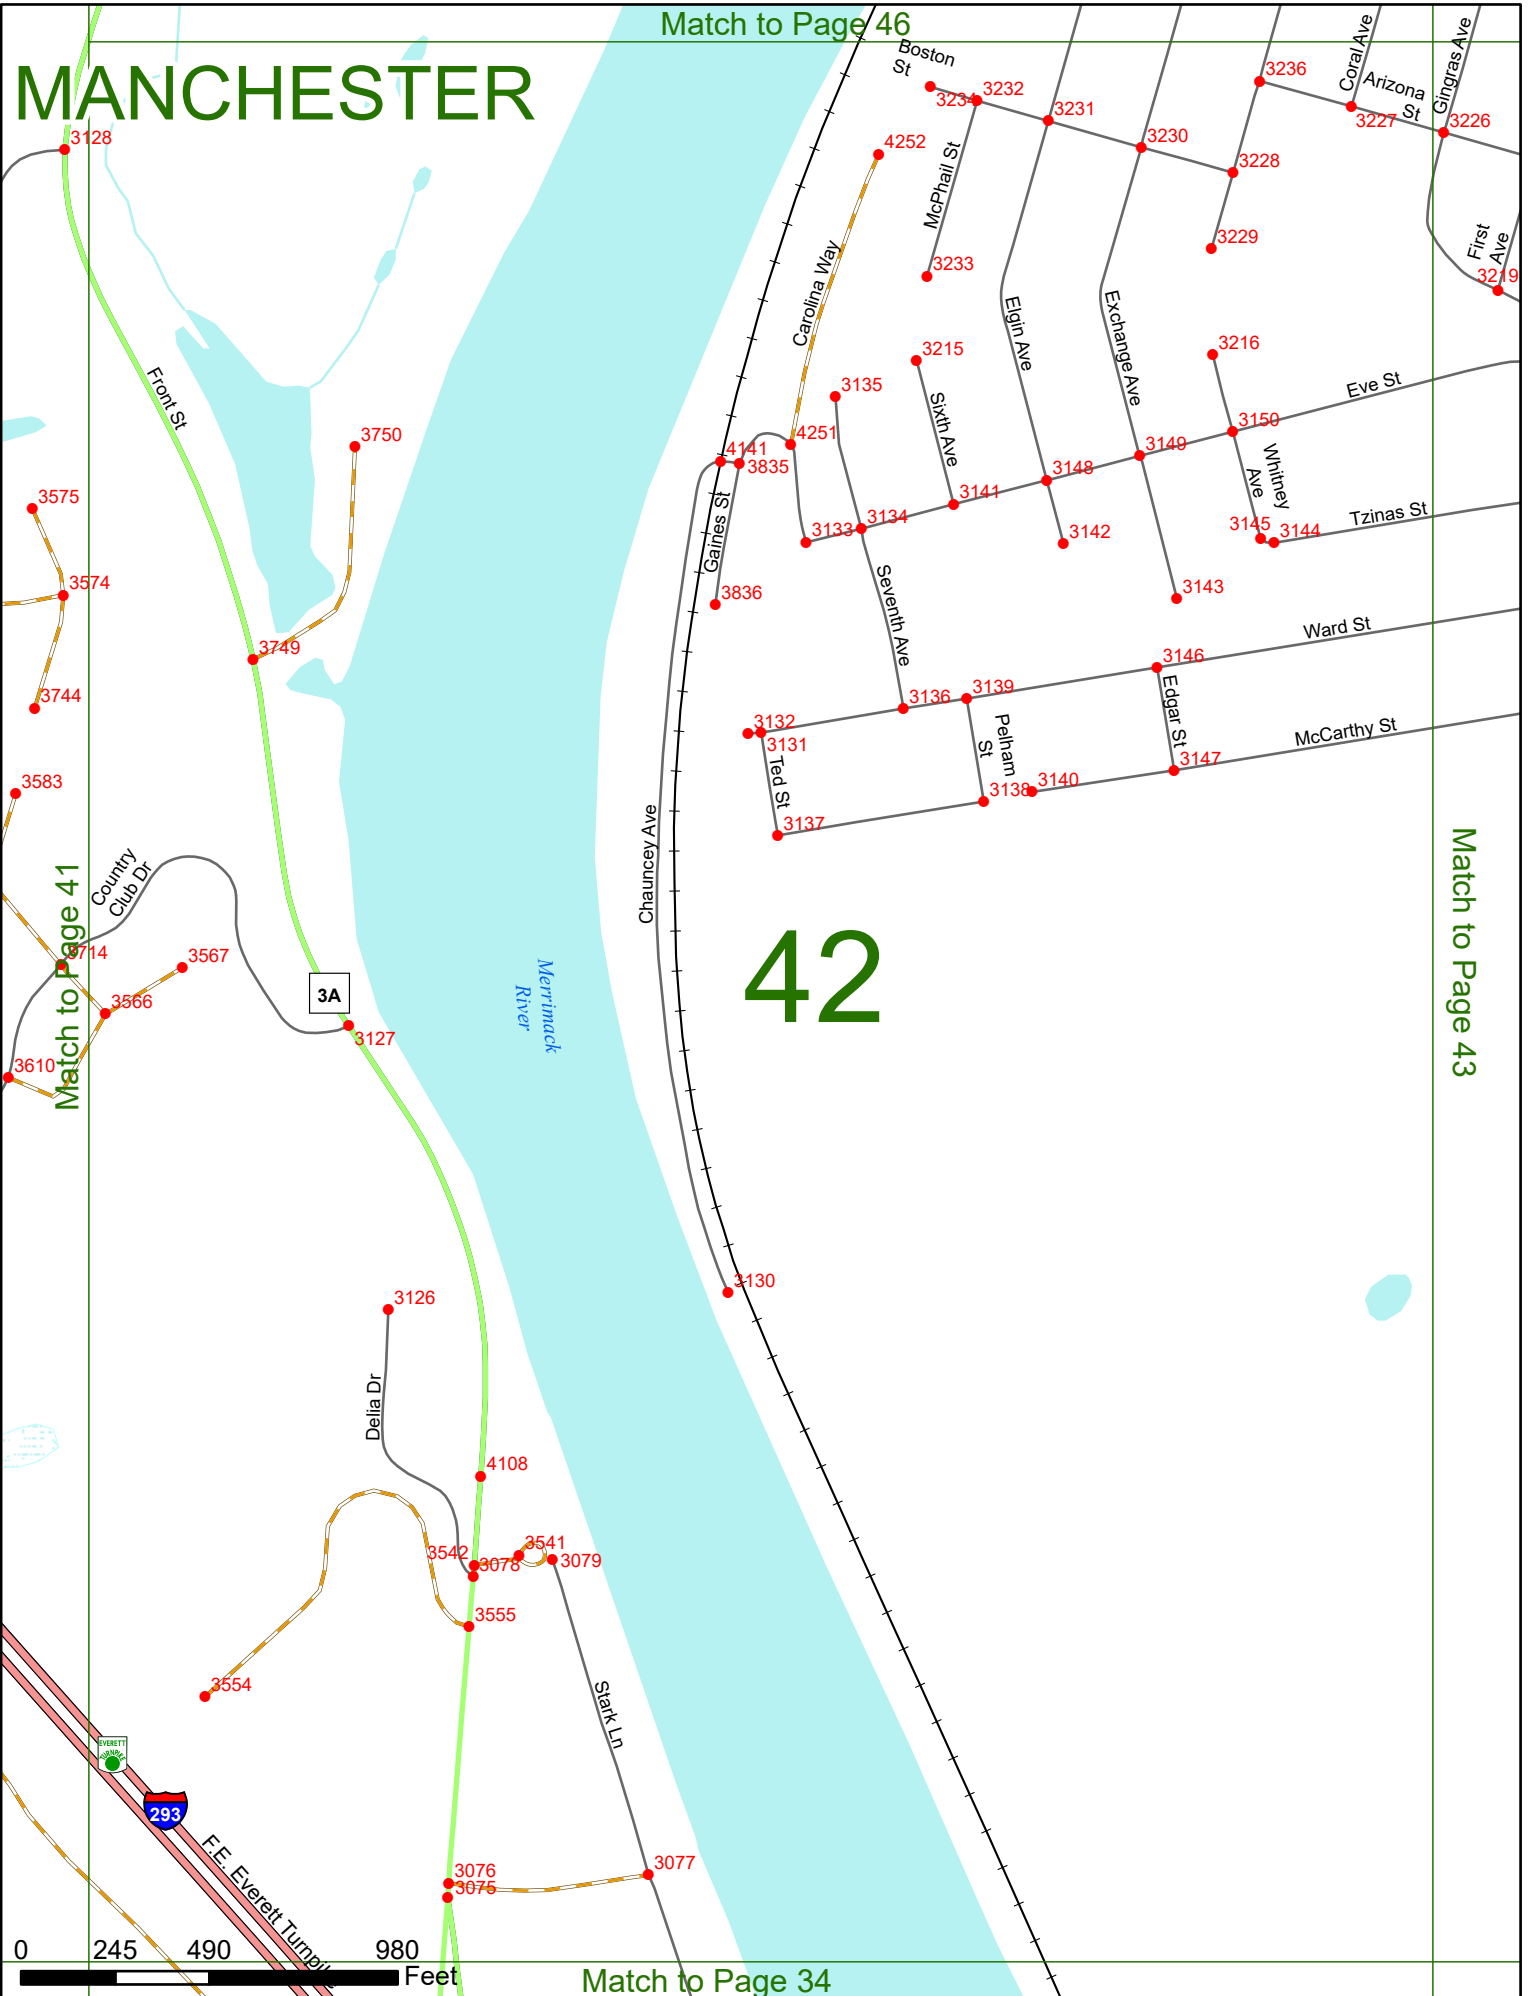 Match to Page 46
MANCHESTER
Boston
St
3234
3232
3231
3230
3228
3236
Coral Ave
Arizona
St
3227
Gingras Ave
3226
3128
4252
McPhail St
3233
3229
First
Ave
3219
Carolina Way
Elgin Ave
Exchange Ave
3215
3216
Front St
3135
Sixth Ave
3150
Eve St
3750
4251
4141
3835
3149
3148
Whitney
Ave
3141
3575
Gaines St
3133
3134
3142
3145
3144
Tzinas St
3574
3836
Seventh Ave
3143
Ward St
3749
3146
3744
3136
3139
Edgar St
3132
3131
Pelham
St
McCarthy St
Ted St
3138
3140
3147
3583
3137
Chauncey Ave
Match to Page 43
Country
Club Dr
Match to Page 41
3714
3567
42
3566
3A
Merrimack
River
3127
3610
3130
3126
Delia Dr
4108
3542
3541
3078
3079
3555
3554
Stark Ln
EVERETT
TURNPIKE
293
F.E. Everett Turnpike
3076
3075
3077
0 245 490 980
Feet
Match to Page 34